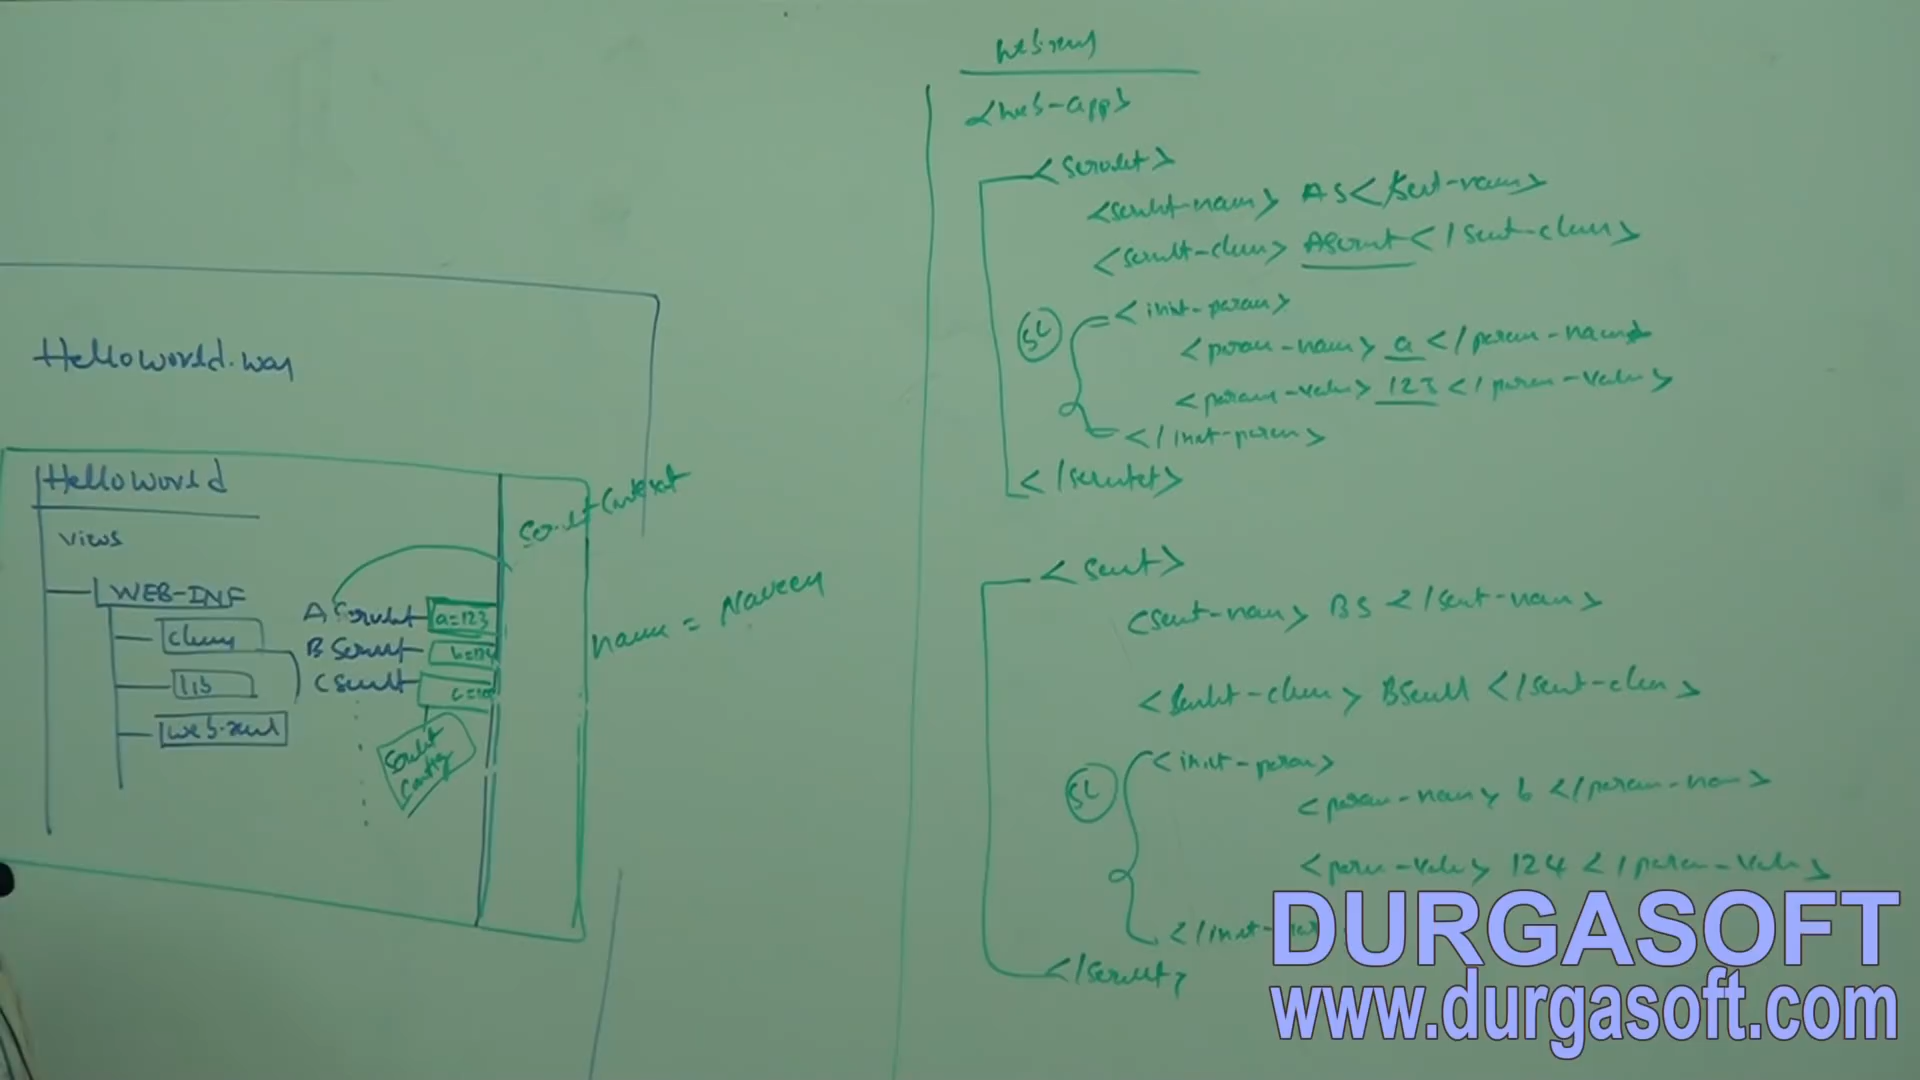 Helloworld.war
Helloworld
views
WEB-INF
lib
web.xml
A Servlet a=123
B Servlet
C Servlet
Servlet Config
Servlet Context
name = Naveen
web.xml
<web-app>
<servlet>
<servlet-name> AS </servlet-name>
<servlet-class> AServlet </servlet-class>
SC
<init-param>
<param-name> a </param-name>
<param-value> 123 </param-value>
</init-param>
</servlet>
<servlet>
<servlet-name> BS </servlet-name>
<servlet-class> BServlet </servlet-class>
SC
<init-param>
<param-name> b </param-name>
<param-value> 124 </param-value>
</servlet>
DURGASOFT
www.durgasoft.com